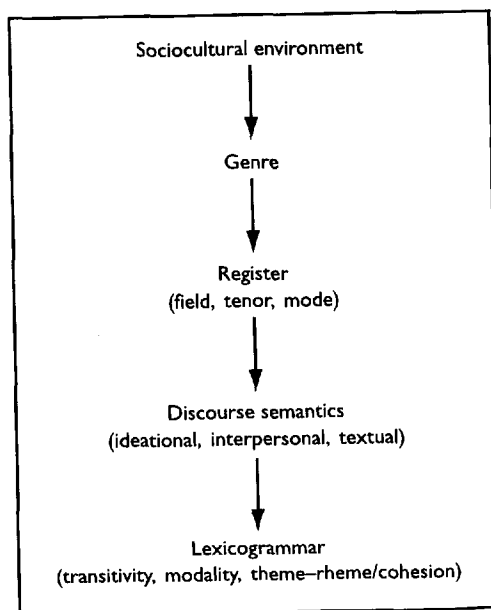 Sociocultural environment
Genre
Register
(field, tenor, mode)
Discourse semantics
(ideational, interpersonal, textual)
Lexicogrammar
(transitivity, modality, theme–rheme/cohesion)